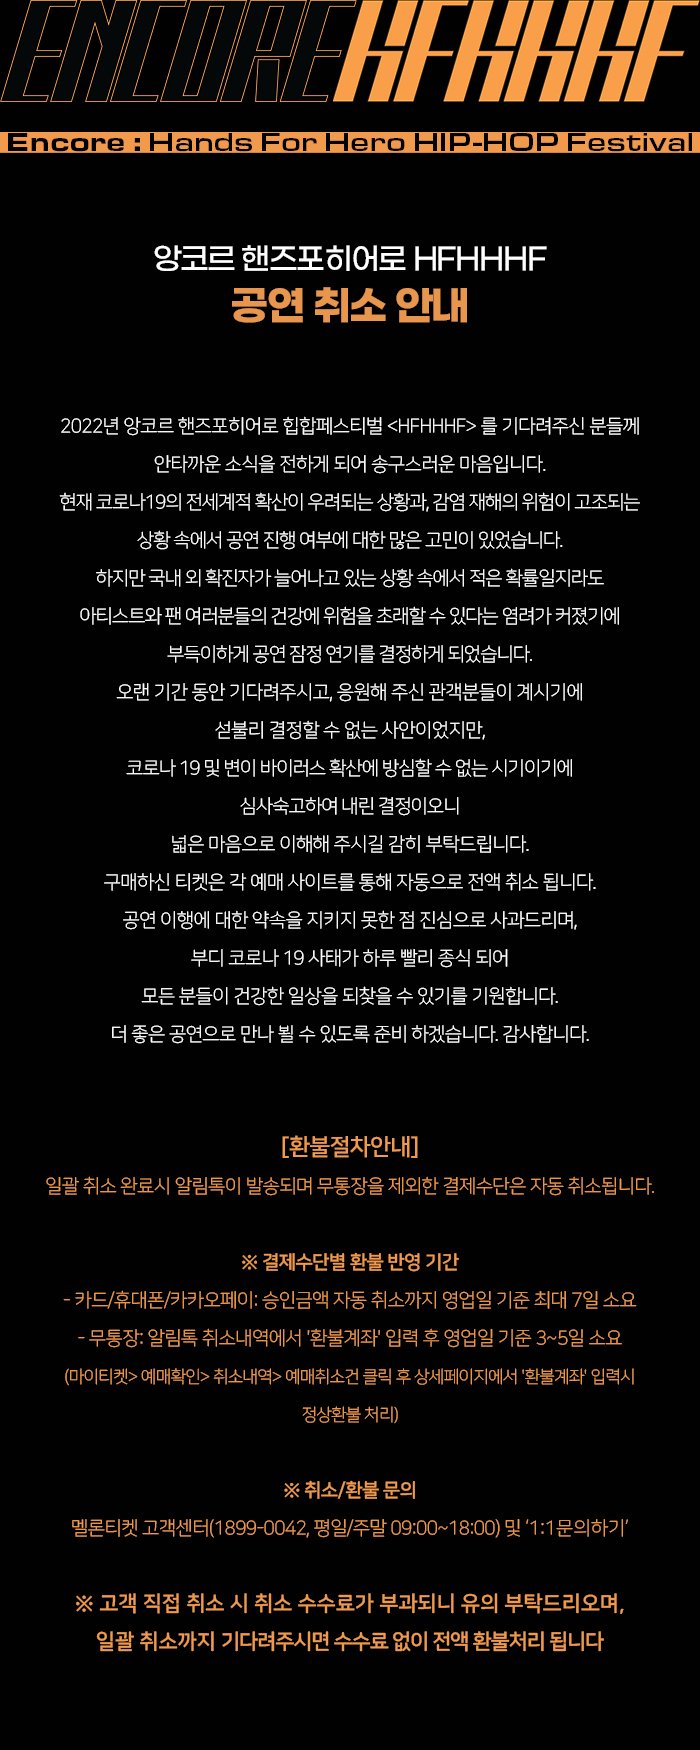 ENCOREHFHHHF
Encore : Hands For Hero HIP-HOP Festival
앙코르 핸즈포히어로 HFHHHF
공연 취소 안내
2022년 앙코르 핸즈포히어로 힙합페스티벌 <HFHHHF> 를 기다려주신 분들께
안타까운 소식을 전하게 되어 송구스러운 마음입니다.
현재 코로나19의 전세계적 확산이 우려되는 상황과, 감염 재해의 위험이 고조되는
상황 속에서 공연 진행 여부에 대한 많은 고민이 있었습니다.
하지만 국내 외 확진자가 늘어나고 있는 상황 속에서 적은 확률일지라도
아티스트와 팬 여러분들의 건강에 위험을 초래할 수 있다는 염려가 커졌기에
부득이하게 공연 잠정 연기를 결정하게 되었습니다.
오랜 기간 동안 기다려주시고, 응원해 주신 관객분들이 계시기에
섣불리 결정할 수 없는 사안이었지만,
코로나 19 및 변이 바이러스 확산에 방심할 수 없는 시기이기에
심사숙고하여 내린 결정이오니
넓은 마음으로 이해해 주시길 감히 부탁드립니다.
구매하신 티켓은 각 예매 사이트를 통해 자동으로 전액 취소 됩니다.
공연 이행에 대한 약속을 지키지 못한 점 진심으로 사과드리며,
부디 코로나 19 사태가 하루 빨리 종식 되어
모든 분들이 건강한 일상을 되찾을 수 있기를 기원합니다.
더 좋은 공연으로 만나 뵐 수 있도록 준비 하겠습니다. 감사합니다.
[환불절차안내]
일괄 취소 완료시 알림톡이 발송되며 무통장을 제외한 결제수단은 자동 취소됩니다.
※ 결제수단별 환불 반영 기간
- 카드/휴대폰/카카오페이: 승인금액 자동 취소까지 영업일 기준 최대 7일 소요
- 무통장: 알림톡 취소내역에서 '환불계좌' 입력 후 영업일 기준 3~5일 소요
(마이티켓> 예매확인> 취소내역> 예매취소건 클릭 후 상세페이지에서 '환불계좌' 입력시
정상환불 처리)
※ 취소/환불 문의
멜론티켓 고객센터(1899-0042, 평일/주말 09:00~18:00) 및 ‘1:1문의하기’
※ 고객 직접 취소 시 취소 수수료가 부과되니 유의 부탁드리오며,
일괄 취소까지 기다려주시면 수수료 없이 전액 환불처리 됩니다